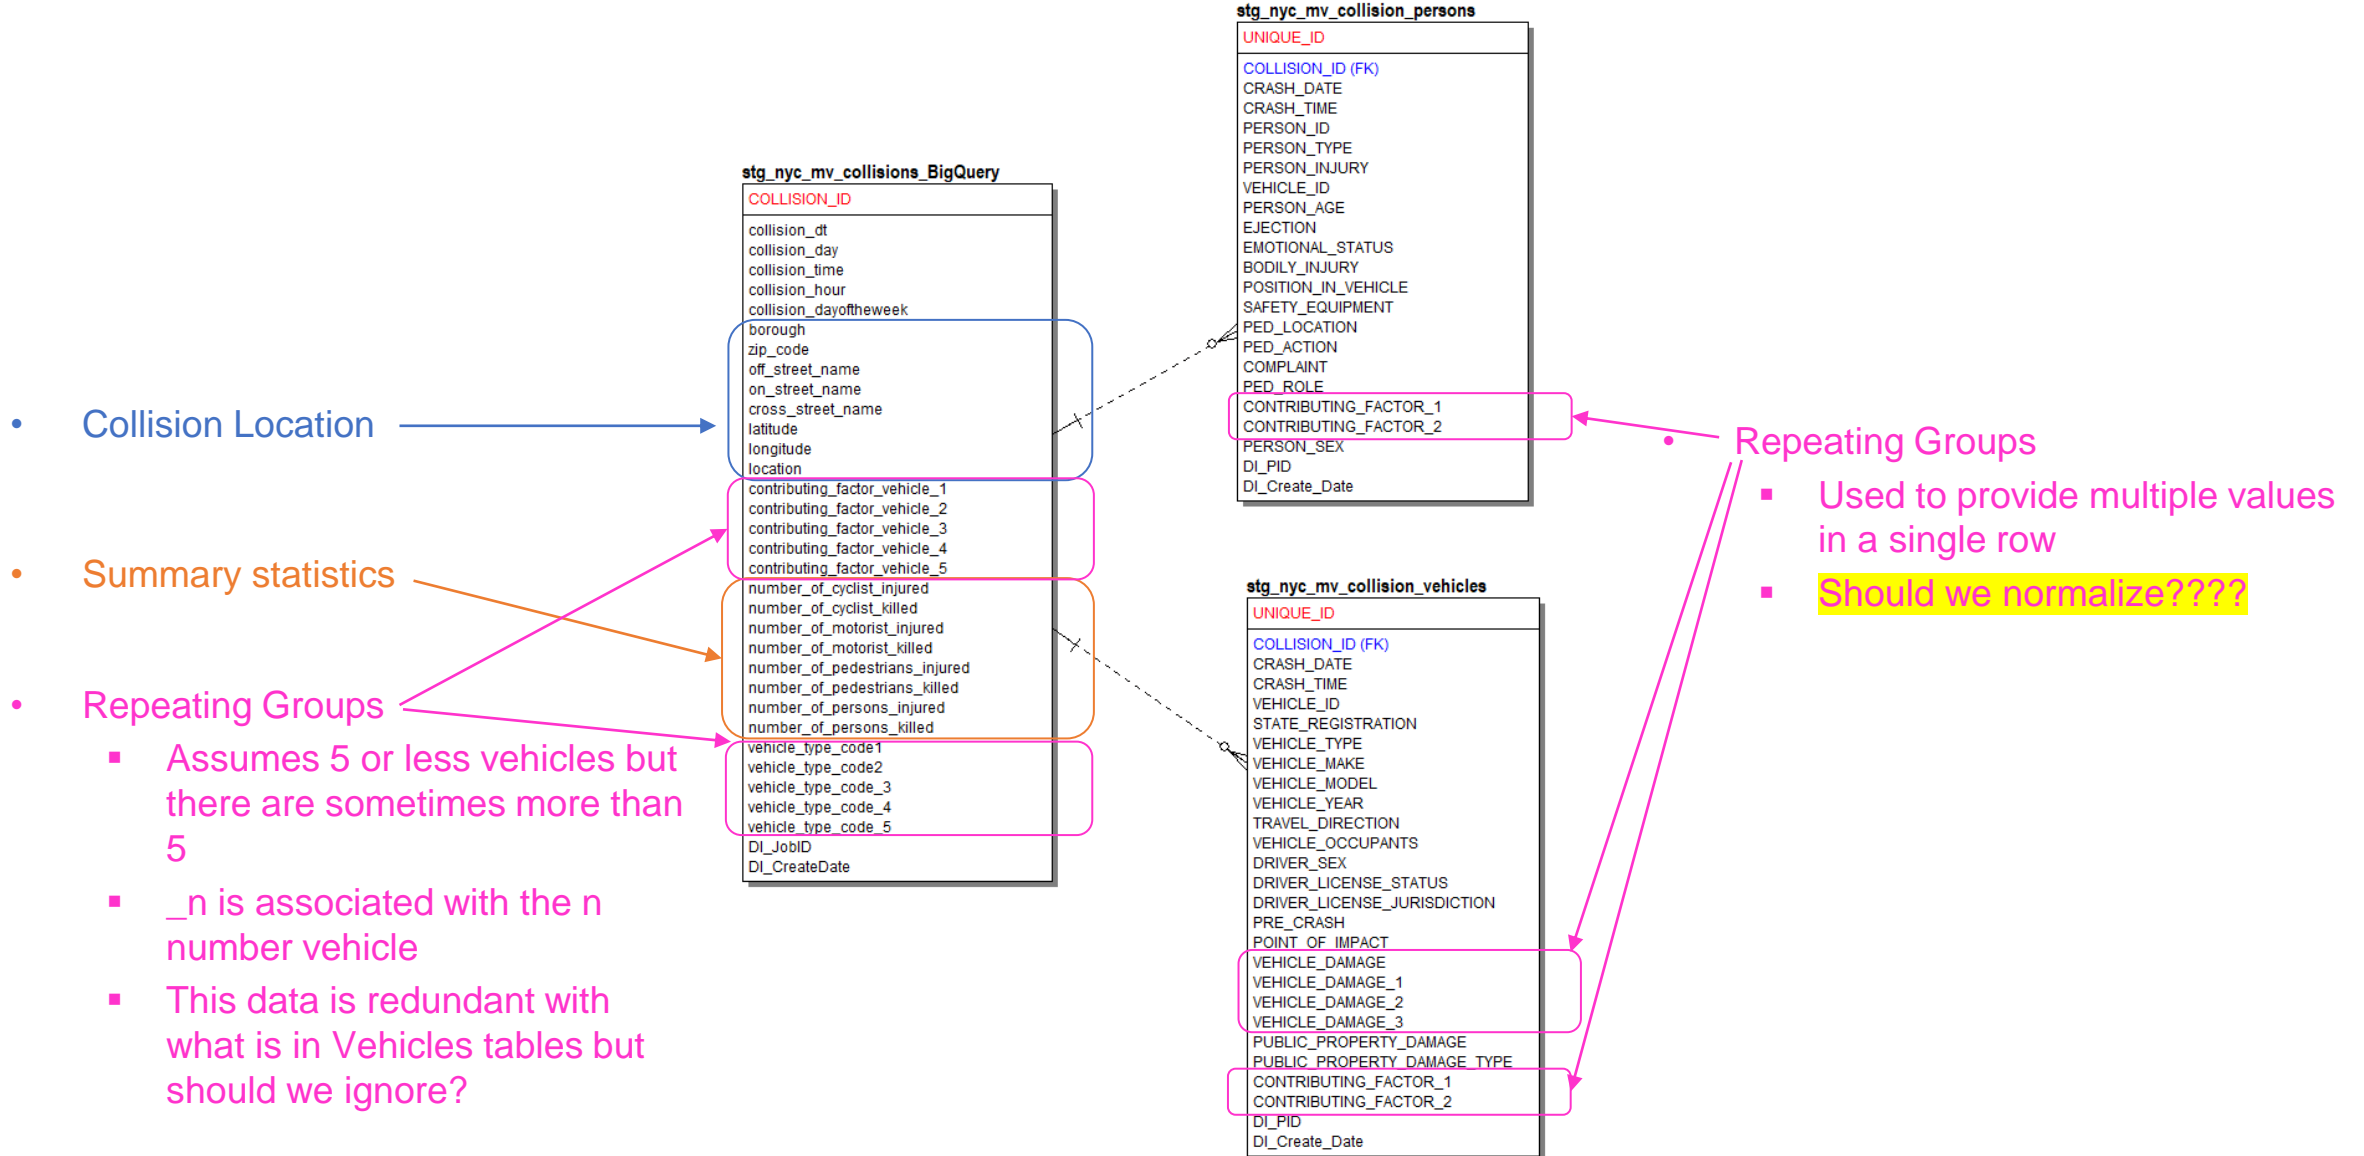 • Collision Location
• Summary statistics
• Repeating Groups
▪ Assumes 5 or less vehicles but
there are sometimes more than
5
▪ _n is associated with the n
number vehicle
▪ This data is redundant with
what is in Vehicles tables but
should we ignore?
stg_nyc_mv_collisions_BigQuery
COLLISION_ID
collision_dt
collision_day
collision_time
collision_hour
collision_dayoftheweek
borough
zip_code
off_street_name
on_street_name
cross_street_name
latitude
longitude
location
contributing_factor_vehicle_1
contributing_factor_vehicle_2
contributing_factor_vehicle_3
contributing_factor_vehicle_4
contributing_factor_vehicle_5
number_of_cyclist_injured
number_of_cyclist_killed
number_of_motorist_injured
number_of_motorist_killed
number_of_pedestrians_injured
number_of_pedestrians_killed
number_of_persons_injured
number_of_persons_killed
vehicle_type_code1
vehicle_type_code2
vehicle_type_code_3
vehicle_type_code_4
vehicle_type_code_5
DI_JobID
DI_CreateDate
stg_nyc_mv_collision_persons
UNIQUE_ID
COLLISION_ID (FK)
CRASH_DATE
CRASH_TIME
PERSON_ID
PERSON_TYPE
PERSON_INJURY
VEHICLE_ID
PERSON_AGE
EJECTION
EMOTIONAL_STATUS
BODILY_INJURY
POSITION_IN_VEHICLE
SAFETY_EQUIPMENT
PED_LOCATION
PED_ACTION
COMPLAINT
PED_ROLE
CONTRIBUTING_FACTOR_1
CONTRIBUTING_FACTOR_2
PERSON_SEX
DI_PID
DI_Create_Date
stg_nyc_mv_collision_vehicles
UNIQUE_ID
COLLISION_ID (FK)
CRASH_DATE
CRASH_TIME
VEHICLE_ID
STATE_REGISTRATION
VEHICLE_TYPE
VEHICLE_MAKE
VEHICLE_MODEL
VEHICLE_YEAR
TRAVEL_DIRECTION
VEHICLE_OCCUPANTS
DRIVER_SEX
DRIVER_LICENSE_STATUS
DRIVER_LICENSE_JURISDICTION
PRE_CRASH
POINT_OF_IMPACT
VEHICLE_DAMAGE
VEHICLE_DAMAGE_1
VEHICLE_DAMAGE_2
VEHICLE_DAMAGE_3
PUBLIC_PROPERTY_DAMAGE
PUBLIC_PROPERTY_DAMAGE_TYPE
CONTRIBUTING_FACTOR_1
CONTRIBUTING_FACTOR_2
DI_PID
DI_Create_Date
• Repeating Groups
▪ Used to provide multiple values
in a single row
▪ Should we normalize????